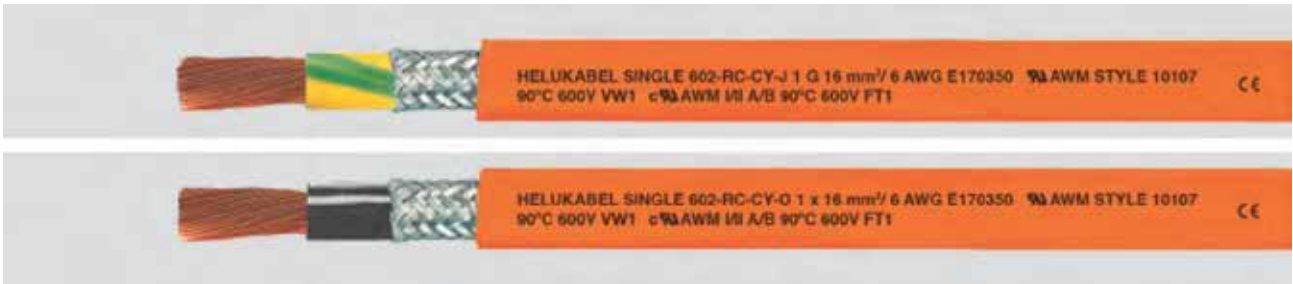 HELUKABEL SINGLE 602-RC-CY-J 1 G 16 mm²/ 6 AWG E170350 RU AWM STYLE 10107
90°C 600V VW1 cRU AWM I/II A/B 90°C 600V FT1
CE
HELUKABEL SINGLE 602-RC-CY-O 1 x 16 mm²/ 6 AWG E170350 RU AWM STYLE 10107
90°C 600V VW1 cRU AWM I/II A/B 90°C 600V FT1
CE